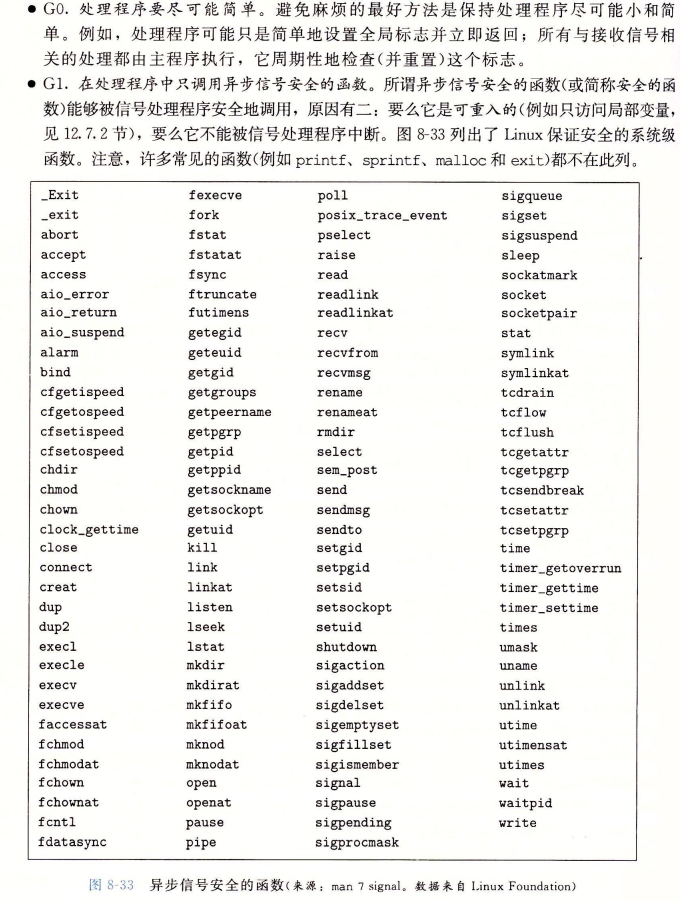 ● G0. 处理程序要尽可能简单。避免麻烦的最好方法是保持处理程序尽可能小和简
单。例如，处理程序可能只是简单地设置全局标志并立即返回；所有与接收信号相
关的处理都由主程序执行，它周期性地检查(并重置)这个标志。
● G1. 在处理程序中只调用异步信号安全的函数。所谓异步信号安全的函数(或简称安全的函
数)能够被信号处理程序安全地调用，原因有二：要么它是可重入的(例如只访问局部变量，
见 12.7.2 节)，要么它不能被信号处理程序中断。图 8-33 列出了 Linux 保证安全的系统级
函数。注意，许多常见的函数(例如 printf、sprintf、malloc 和 exit)都不在此列。
_Exit fexecve poll sigqueue
_exit fork posix_trace_event sigset
abort fstat pselect sigsuspend
accept fstatat raise sleep
access fsync read sockatmark
aio_error ftruncate readlink socket
aio_return futimens readlinkat socketpair
aio_suspend getegid recv stat
alarm geteuid recvfrom symlink
bind getgid recvmsg symlinkat
cfgetispeed getgroups rename tcdrain
cfgetospeed getpeername renameat tcflow
cfsetispeed getpgrp rmdir tcflush
cfsetospeed getpid select tcgetattr
chdir getppid sem_post tcgetpgrp
chmod getsockname send tcsendbreak
chown getsockopt sendmsg tcsetattr
clock_gettime getuid sendto tcsetpgrp
close kill setgid time
connect link setpgid timer_getoverrun
creat linkat setsid timer_gettime
dup listen setsockopt timer_settime
dup2 lseek setuid times
execl lstat shutdown umask
execle mkdir sigaction uname
execv mkdirat sigaddset unlink
execve mkfifo sigdelset unlinkat
faccessat mkfifoat sigemptyset utime
fchmod mknod sigfillset utimensat
fchmodat mknodat sigismember utimes
fchown open signal wait
fchownat openat sigpause waitpid
fcntl pause sigpending write
fdatasync pipe sigprocmask
图 8-33 异步信号安全的函数(来源：man 7 signal。数据来自 Linux Foundation)